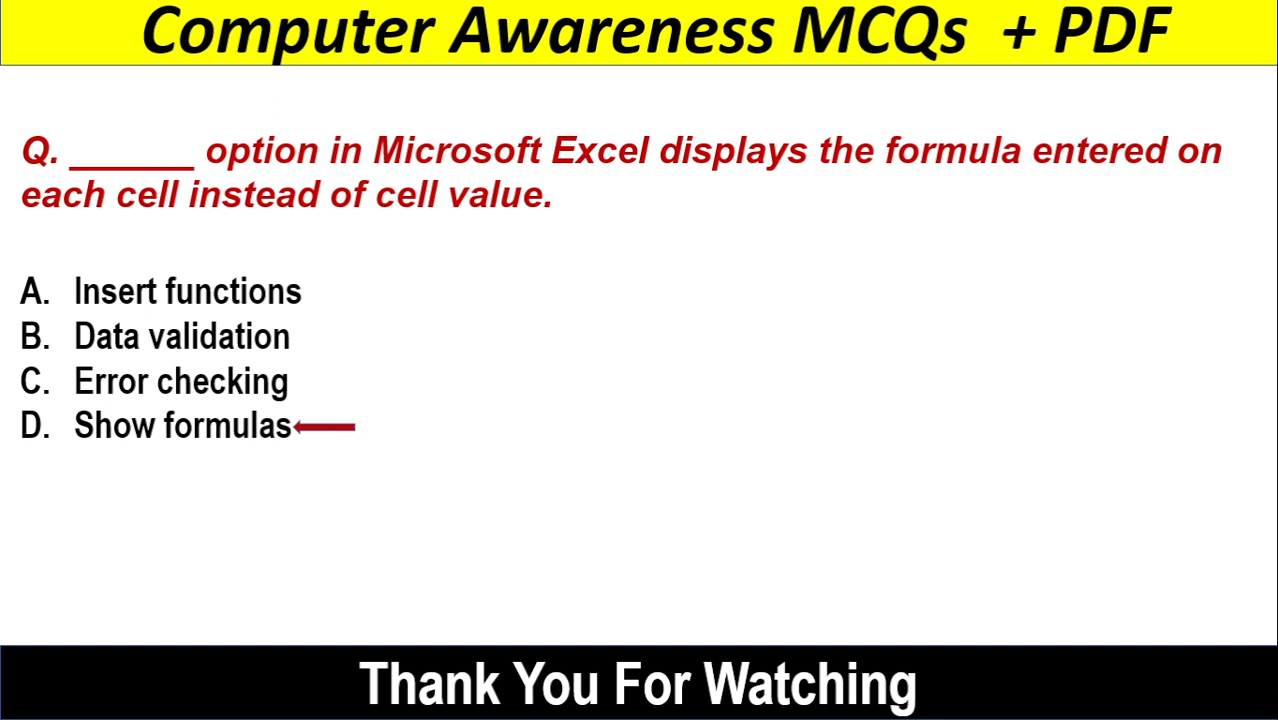 Computer Awareness MCQs + PDF
Q. ______ option in Microsoft Excel displays the formula entered on
each cell instead of cell value.
A. Insert functions
B. Data validation
C. Error checking
D. Show formulas
Thank You For Watching